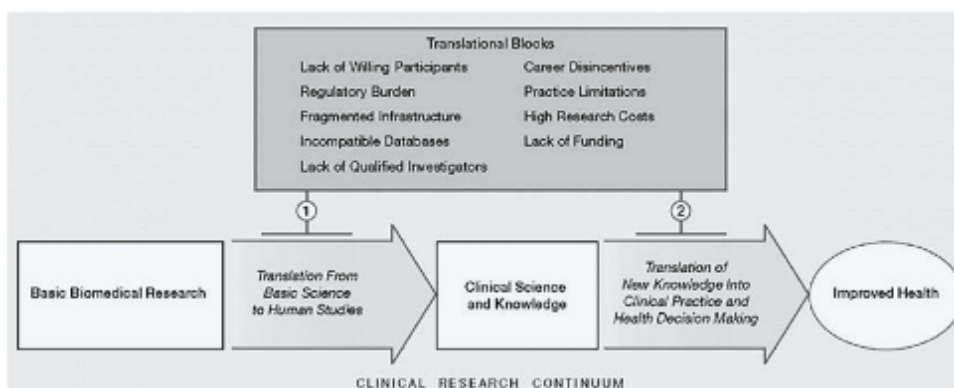 Translational Blocks
Lack of Willing Participants
Regulatory Burden
Fragmented Infrastructure
Incompatible Databases
Lack of Qualified Investigators
Career Disincentives
Practice Limitations
High Research Costs
Lack of Funding
1
2
Basic Biomedical Research
Translation From
Basic Science
to Human Studies
Clinical Science
and Knowledge
Translation of
New Knowledge Into
Clinical Practice and
Health Decision Making
Improved Health
CLINICAL RESEARCH CONTINUUM